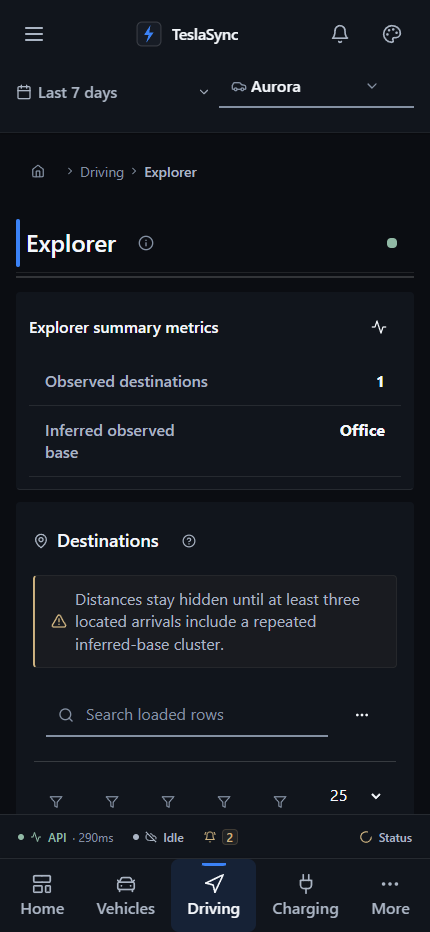 TeslaSync
Last 7 days
Aurora
Driving
Explorer
Explorer
Explorer summary metrics
Observed destinations 1
Inferred observed
base
Office
Destinations
Distances stay hidden until at least three
located arrivals include a repeated
inferred-base cluster.
Search loaded rows
25
API · 290ms
Idle
2
Status
Home
Vehicles
Driving
Charging
More